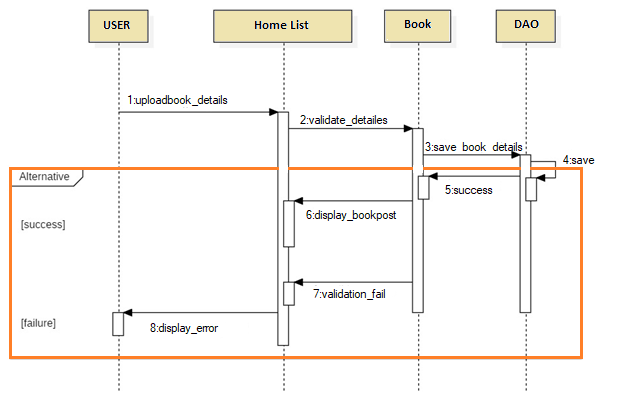 USER
Home List
Book
DAO
1:uploadbook_details
2:validate_detailes
3:save_book_details
4:save
Alternative
5:success
6:display_bookpost
[success]
7:validation_fail
[failure]
8:display_error